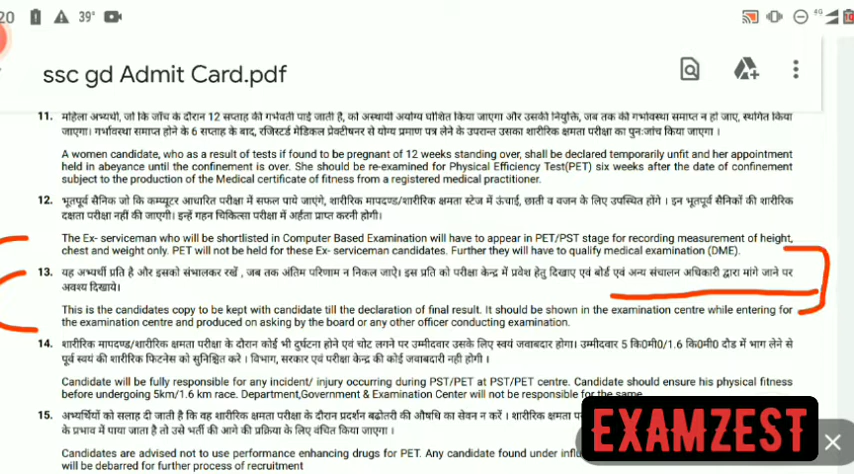 20 39°
4G
ssc gd Admit Card.pdf
11. महिला अभ्यर्थी, जो कि जाँच के दौरान 12 सप्ताह की गर्भवती पाई जाती है, को अस्थायी अयोग्य घोशित किया जाएगा और उसकी नियुक्ति, जब तक की गर्भावस्था समाप्त न हो जाए, स्थगित किया
जाएगा। गर्भावस्था समाप्त होने के 6 सप्ताह के बाद, रजिस्टर्ड मेडिकल प्रेक्टीषनर से योग्य प्रमाण पत्र लेने के उपरान्त उसका शारीरिक क्षमता परीक्षा का पुनःजांच किया जाएगा ।
A women candidate, who as a result of tests if found to be pregnant of 12 weeks standing over, shall be declared temporarily unfit and her appointment
held in abeyance until the confinement is over. She should be re-examined for Physical Efficiency Test(PET) six weeks after the date of confinement
subject to the production of the Medical certificate of fitness from a registered medical practitioner.
12. भूतपूर्व सैनिक जो कि कम्प्यूटर आधारित परीक्षा में सफल पाये जाएंगे, शारीरिक मापदण्ड/शारीरिक क्षमता स्टेज में ऊंचाई, छाती व वजन के लिए उपस्थित होंगे । इन भूतपूर्व सैनिकों की शारीरिक
दक्षता परीक्षा नहीं की जाएगी। इन्हें गहन चिकित्सा परीक्षा में अर्हता प्राप्त करनी होगी।
The Ex- serviceman who will be shortlisted in Computer Based Examination will have to appear in PET/PST stage for recording measurement of height,
chest and weight only. PET will not be held for these Ex- serviceman candidates. Further they will have to qualify medical examination (DME).
13. यह अभ्यर्थी प्रति है और इसको संभालकर रखें , जब तक अंतिम परिणाम न निकल जाऐ। इस प्रति को परीक्षा केन्द्र में प्रवेश हेतु दिखाए एवं बोर्ड एवं अन्य संचालन अधिकारी द्वारा मांगे जाने पर
अवश्य दिखाये।
This is the candidates copy to be kept with candidate till the declaration of final result. It should be shown in the examination centre while entering for
the examination centre and produced on asking by the board or any other officer conducting examination.
14. शारीरिक मापदण्ड/शारीरिक क्षमता परीक्षा के दौरान कोई भी दुर्घटना होने एवं चोट लगने पर उम्मीदवार उसके लिए स्वयं जवाबदार होगा। उम्मीदवार 5 कि0मी0/1.6 कि0मी0 दौड में भाग लेने से
पूर्व स्वयं की शारीरिक फिटनेस को सुनिश्चित करे । विभाग, सरकार एवं परीक्षा केन्द्र की कोई जवाबदारी नही होगी ।
Candidate will be fully responsible for any incident/ injury occurring during PST/PET at PST/PET centre. Candidate should ensure his physical fitness
before undergoing 5km/1.6 km race. Department,Government & Examination Center will not be responsible for the same.
15. अभ्यर्थियों को सलाह दी जाती है कि वह शारीरिक क्षमता परीक्षा के दौरान प्रदर्शन बढोतरी की औषधि का सेवन न करें । शारीरिक क्षमता
के प्रभाव में पाया जाता है तो उसे भर्ती की आगे की प्रक्रिया के लिए वंचित किया जाएगा।
Candidates are advised not to use performance enhancing drugs for PET. Any candidate found under
will be debarred for further process of recruitment
EXAMZEST